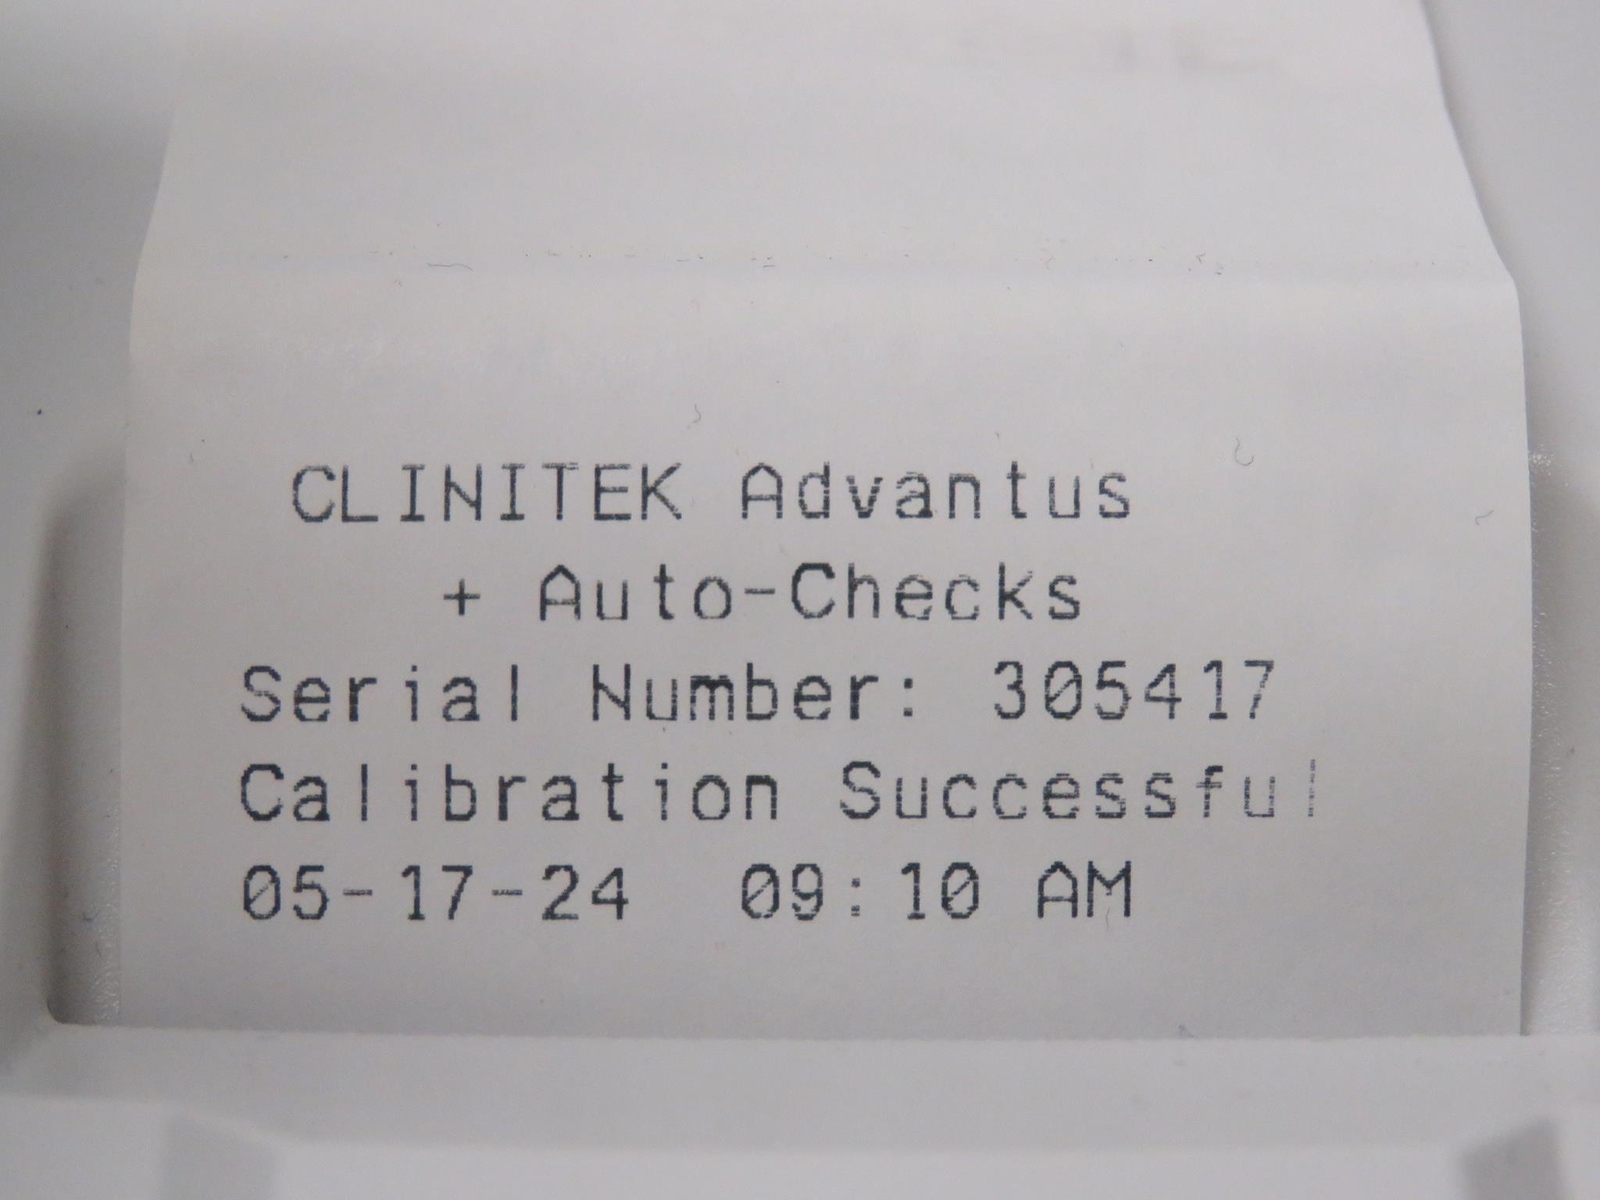 CLINITEK Advantus
+ Auto-Checks
Serial Number: 305417
Calibration Successful
05-17-24 09:10 AM